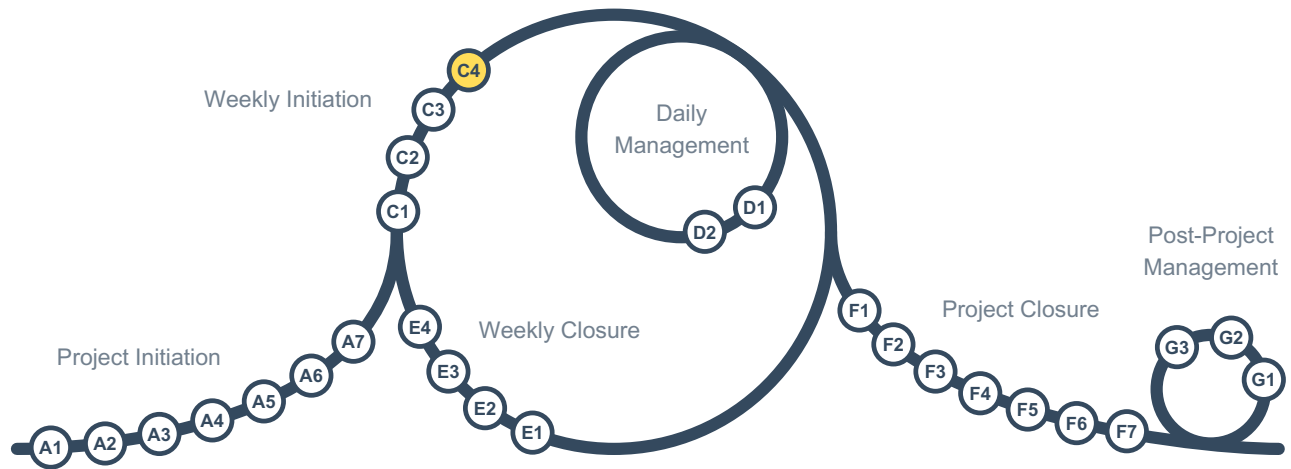 Project Initiation
A1
A2
A3
A4
A5
A6
A7
Weekly Initiation
C1
C2
C3
C4
Daily
Management
D1
D2
Weekly Closure
E1
E2
E3
E4
Project Closure
F1
F2
F3
F4
F5
F6
F7
Post-Project
Management
G1
G2
G3